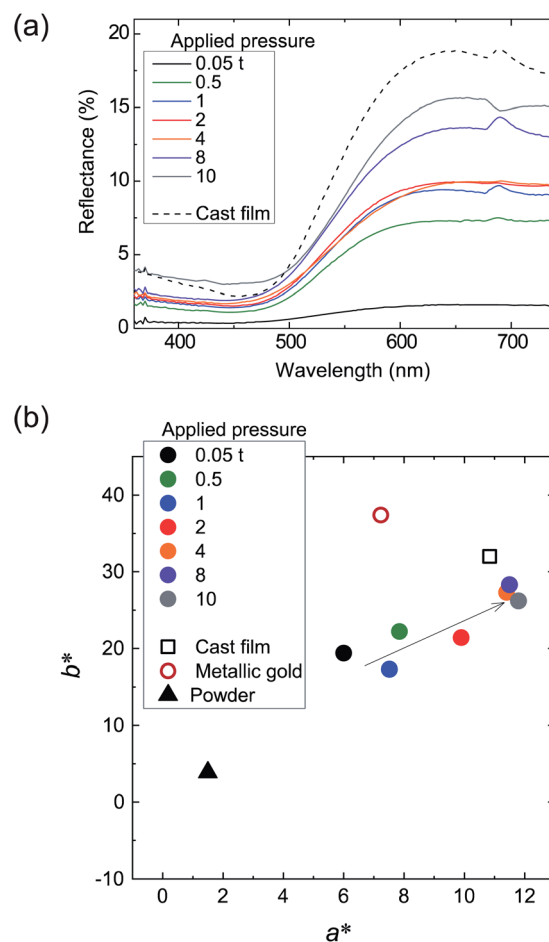 (a)
Applied pressure
0.05 t
0.5
1
2
4
8
10
Cast film
20
15
10
5
0
Reflectance (%)
400 500 600 700
Wavelength (nm)
(b)
Applied pressure
0.05 t
0.5
1
2
4
8
10
Cast film
Metallic gold
Powder
40
30
20
10
0
-10
b*
0 2 4 6 8 10 12
a*